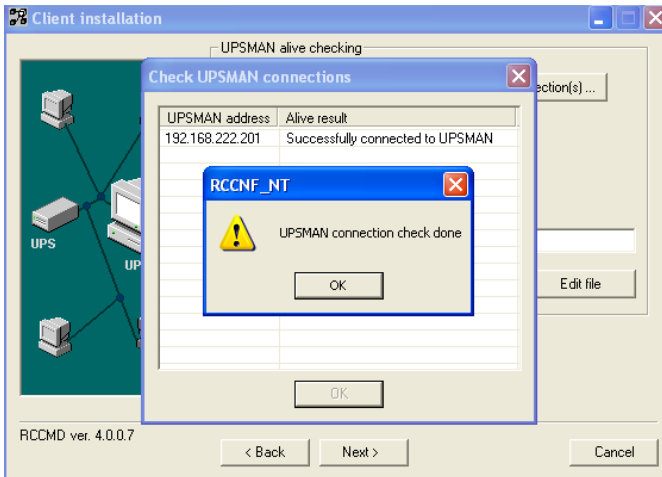 Client installation
UPSMAN alive checking
Check UPSMAN connections
ection(s) ...
UPSMAN address
Alive result
192.168.222.201
Successfully connected to UPSMAN
RCCNF_NT
UPSMAN connection check done
OK
UPS
UP
Edit file
OK
RCCMD ver. 4.0.0.7
< Back
Next >
Cancel